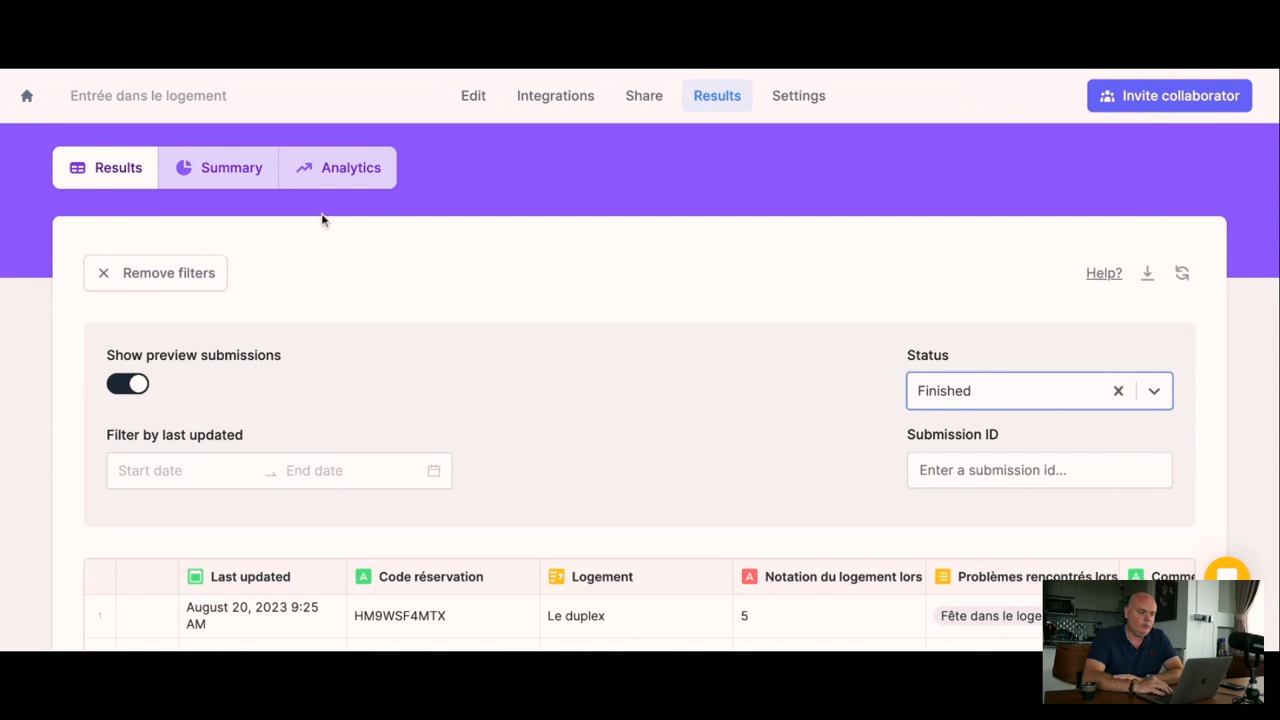 Entrée dans le logement
Edit
Integrations
Share
Results
Settings
Invite collaborator
Results
Summary
Analytics
Remove filters
Help?
Show preview submissions
Status
Finished
Filter by last updated
Submission ID
Start date
End date
Enter a submission id...
Last updated
Code réservation
Logement
Notation du logement lors
Problèmes rencontrés lors
Comme
1
August 20, 2023 9:25
AM
HM9WSF4MTX
Le duplex
5
Fête dans le loge